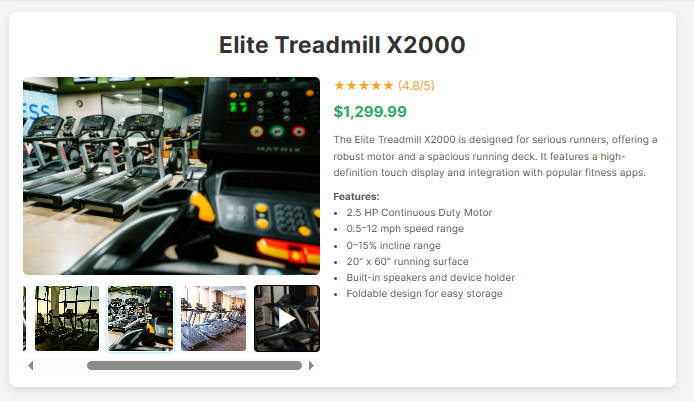 Elite Treadmill X2000
ESS
MATRIX
★★★★★ (4.8/5)
$1,299.99
The Elite Treadmill X2000 is designed for serious runners, offering a
robust motor and a spacious running deck. It features a high-
definition touch display and integration with popular fitness apps.
Features:
• 2.5 HP Continuous Duty Motor
• 0.5–12 mph speed range
• 0–15% incline range
• 20" x 60" running surface
• Built-in speakers and device holder
• Foldable design for easy storage